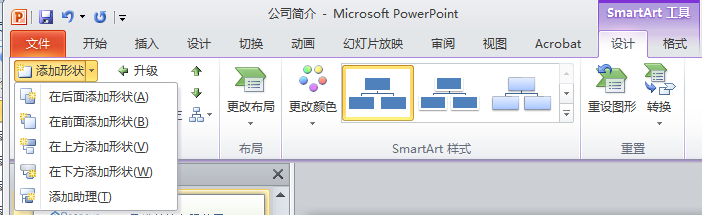 公司简介 - Microsoft PowerPoint
SmartArt 工具
文件 开始 插入 设计 切换 动画 幻灯片放映 审阅 视图 Acrobat 设计 格式
添加形状 升级
更改布局 更改颜色 重设图形 转换
在后面添加形状(A)
在前面添加形状(B)
在上方添加形状(V)
在下方添加形状(W)
添加助理(T)
布局 SmartArt 样式 重置